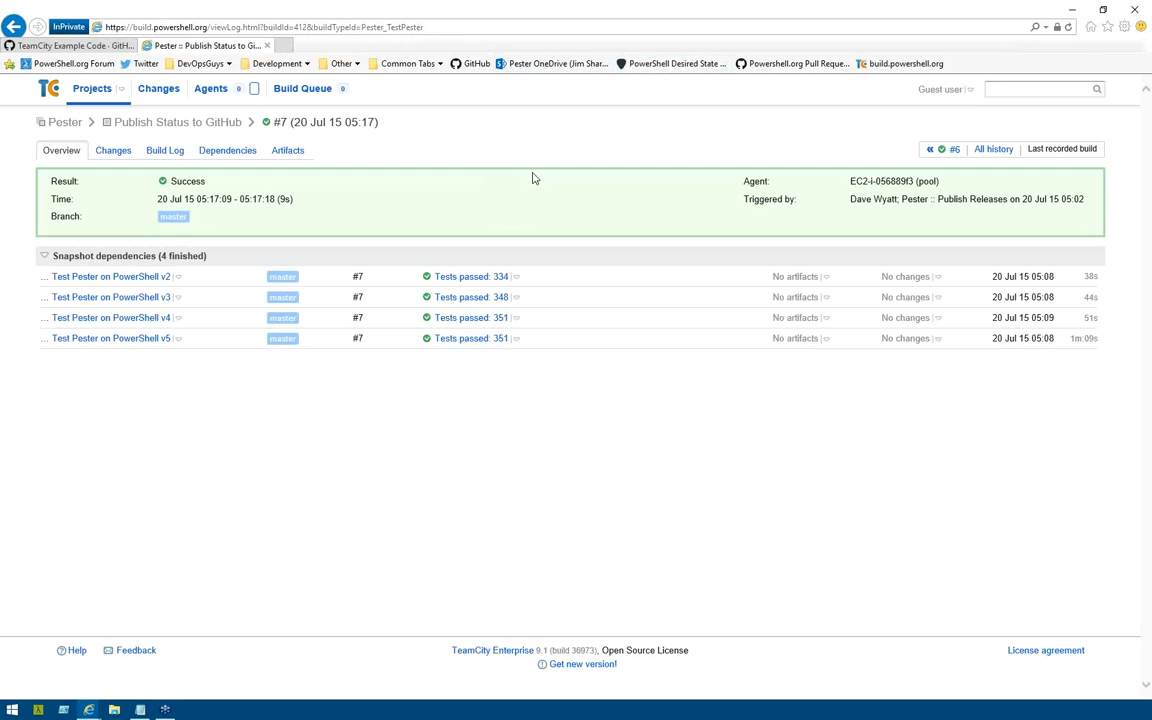 InPrivate https://build.powershell.org/viewLog.html?buildId=412&buildTypeId=Pester_TestPester
TeamCity Example Code · GitH... Pester :: Publish Status to Gi...
PowerShell.org Forum Twitter DevOpsGuys Development Other Common Tabs GitHub Pester OneDrive (Jim Shar... PowerShell Desired State ... Powershell.org Pull Reque... build.powershell.org
TC Projects Changes Agents 0 Build Queue 0 Guest user
Pester Publish Status to GitHub #7 (20 Jul 15 05:17)
Overview Changes Build Log Dependencies Artifacts « #6 All history Last recorded build
Result: Success Agent: EC2-i-056889f3 (pool)
Time: 20 Jul 15 05:17:09 - 05:17:18 (9s) Triggered by: Dave Wyatt; Pester :: Publish Releases on 20 Jul 15 05:02
Branch: master
Snapshot dependencies (4 finished)
... Test Pester on PowerShell v2 master #7 Tests passed: 334 No artifacts No changes 20 Jul 15 05:08 38s
... Test Pester on PowerShell v3 master #7 Tests passed: 348 No artifacts No changes 20 Jul 15 05:08 44s
... Test Pester on PowerShell v4 master #7 Tests passed: 351 No artifacts No changes 20 Jul 15 05:09 51s
... Test Pester on PowerShell v5 master #7 Tests passed: 351 No artifacts No changes 20 Jul 15 05:08 1m:09s
Help Feedback TeamCity Enterprise 9.1 (build 36973), Open Source License License agreement
Get new version!